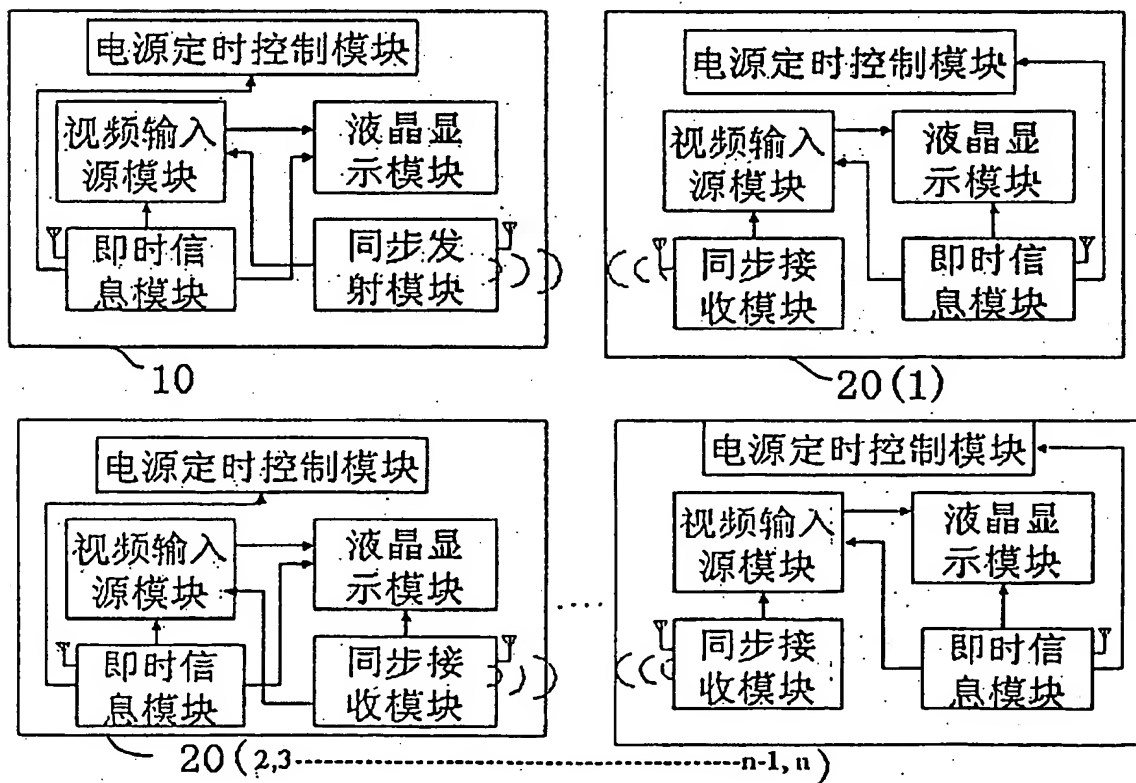 电源定时控制模块
视频输入
源模块
液晶显
示模块
即时信
息模块
同步发
射模块
10
电源定时控制模块
视频输入
源模块
液晶显
示模块
同步接
收模块
即时信
息模块
20(1)
电源定时控制模块
视频输入
源模块
液晶显
示模块
即时信
息模块
同步接
收模块
电源定时控制模块
视频输入
源模块
液晶显
示模块
同步接
收模块
即时信
息模块
20(2,3---------------------------------n-1,n)